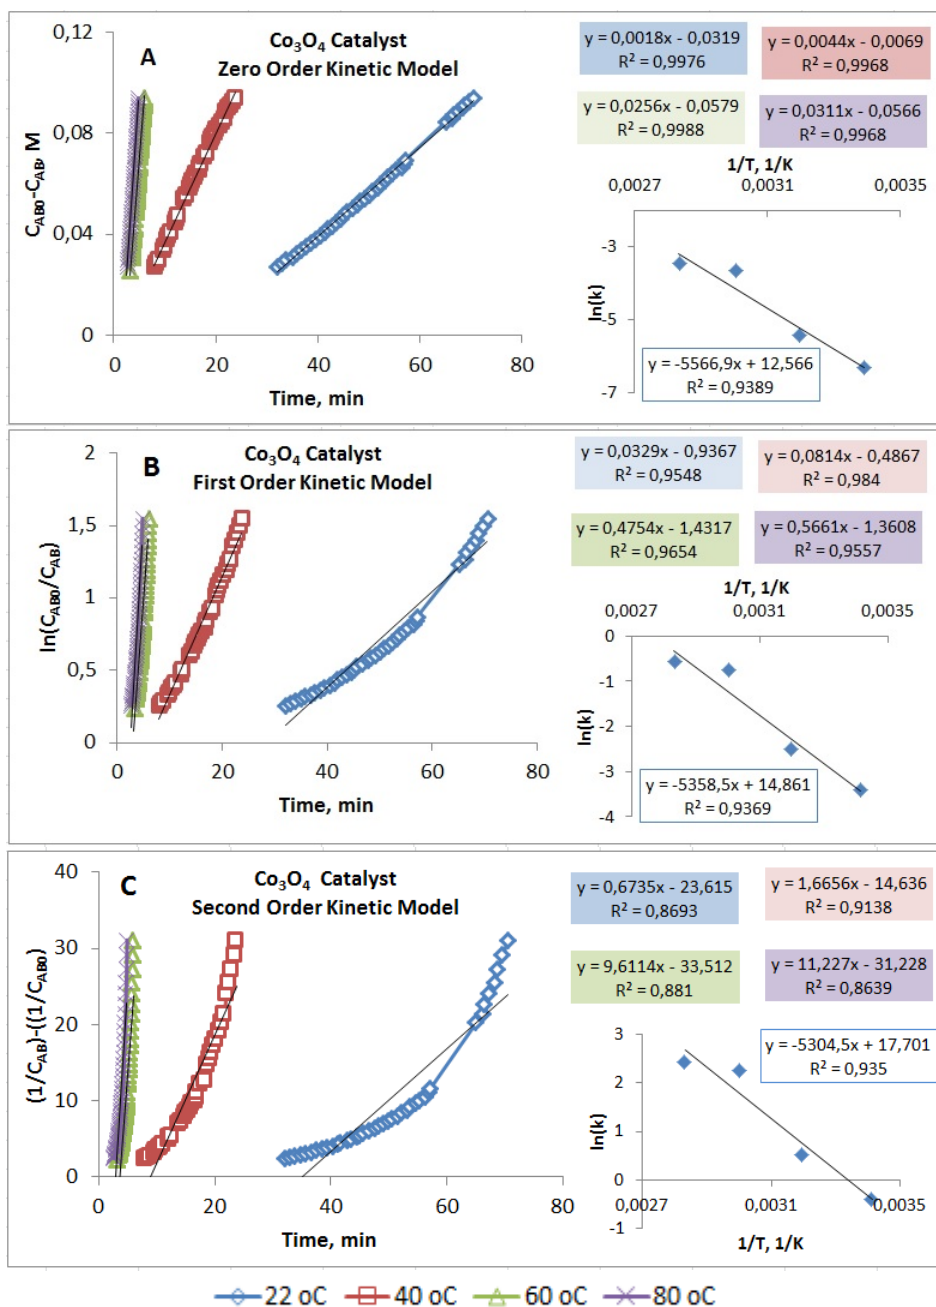 A
Co₃O₄ Catalyst
Zero Order Kinetic Model
0,12
0,08
0,04
0
C_AB0-C_AB, M
0
20
40
60
80
Time, min
y = 0,0018x - 0,0319
R² = 0,9976
y = 0,0044x - 0,0069
R² = 0,9968
y = 0,0256x - 0,0579
R² = 0,9988
y = 0,0311x - 0,0566
R² = 0,9968
1/T, 1/K
0,0027
0,0031
0,0035
-3
-5
-7
ln(k)
y = -5566,9x + 12,566
R² = 0,9389
B
Co₃O₄ Catalyst
First Order Kinetic Model
2
1,5
1
0,5
0
ln(C_AB0/C_AB)
0
20
40
60
80
Time, min
y = 0,0329x - 0,9367
R² = 0,9548
y = 0,0814x - 0,4867
R² = 0,984
y = 0,4754x - 1,4317
R² = 0,9654
y = 0,5661x - 1,3608
R² = 0,9557
1/T, 1/K
0,0027
0,0031
0,0035
0
-1
-2
-3
-4
ln(k)
y = -5358,5x + 14,861
R² = 0,9369
C
Co₃O₄ Catalyst
Second Order Kinetic Model
40
30
20
10
0
(1/C_AB)-((1/C_AB0)
0
20
40
60
80
Time, min
y = 0,6735x - 23,615
R² = 0,8693
y = 1,6656x - 14,636
R² = 0,9138
y = 9,6114x - 33,512
R² = 0,881
y = 11,227x - 31,228
R² = 0,8639
3
2
1
0
-1
ln(k)
y = -5304,5x + 17,701
R² = 0,935
0,0027
0,0031
0,0035
1/T, 1/K
22 oC
40 oC
60 oC
80 oC